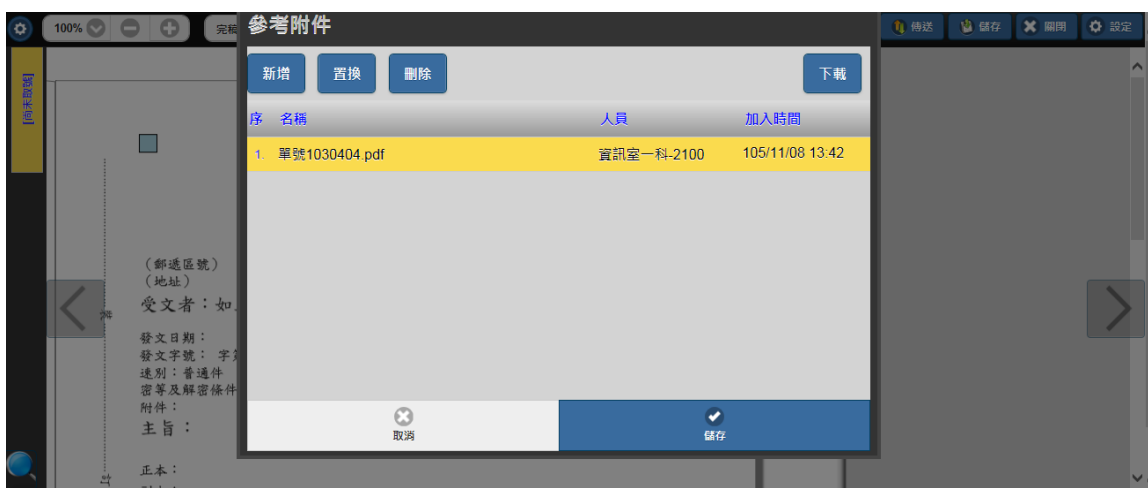 參考附件
100%
完稿
傳送
儲存
關閉
設定
新增
置換
刪除
下載
[尚未取號]
序 名稱 人員 加入時間
1. 單號1030404.pdf 資訊室一科-2100 105/11/08 13:42
（郵遞區號）
（地址）
受文者：如
發文日期：
發文字號： 字
速別：普通件
密等及解密條件
附件：
主旨：
正本：
取消
儲存